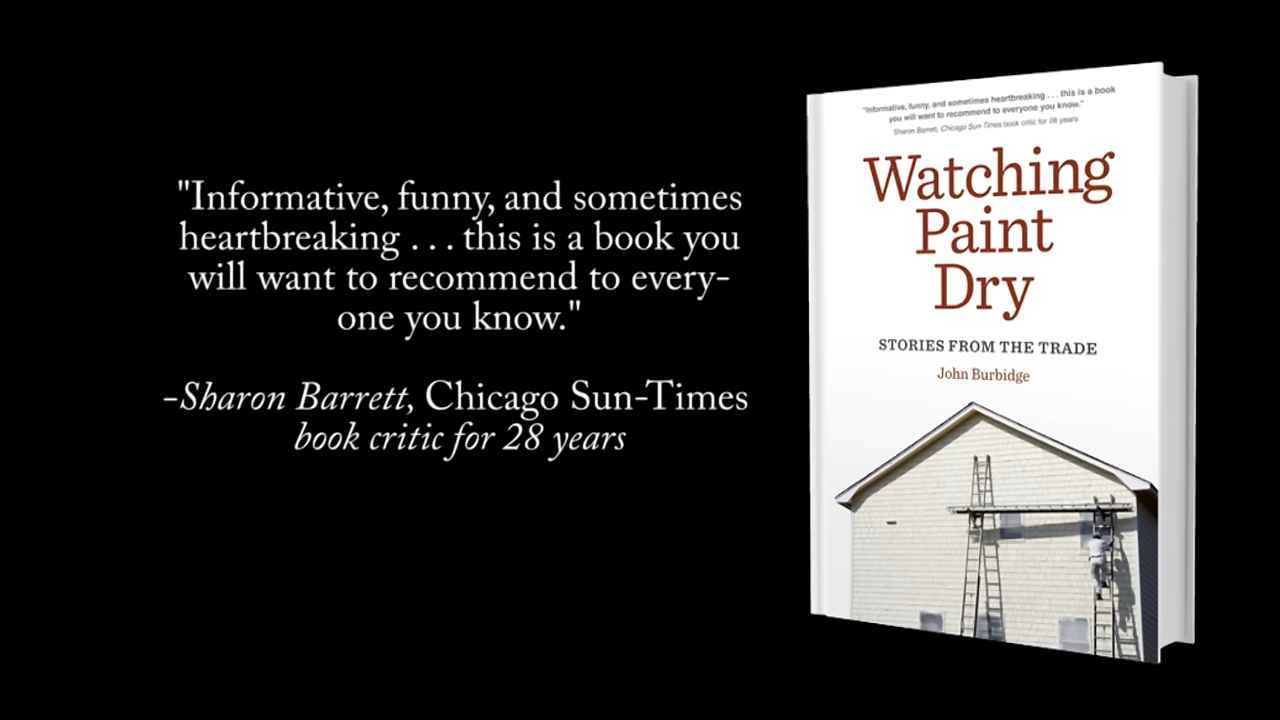 "Informative, funny, and sometimes
heartbreaking . . . this is a book you
will want to recommend to every-
one you know."
-Sharon Barrett, Chicago Sun-Times
book critic for 28 years
"Informative, funny, and sometimes heartbreaking . . . this is a book
you will want to recommend to everyone you know."
Sharon Barrett, Chicago Sun-Times book critic for 28 years
Watching
Paint
Dry
STORIES FROM THE TRADE
John Burbidge